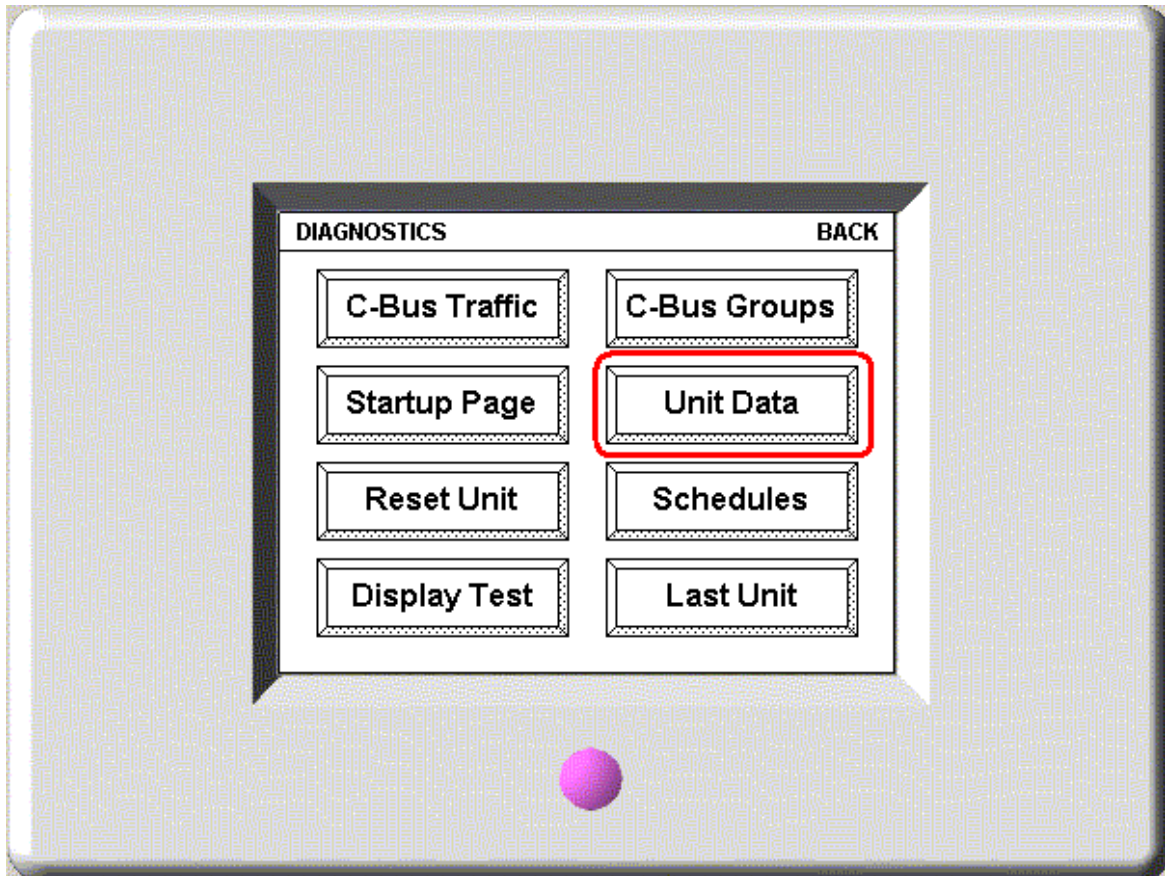 DIAGNOSTICS BACK
C-Bus Traffic C-Bus Groups
Startup Page Unit Data
Reset Unit Schedules
Display Test Last Unit